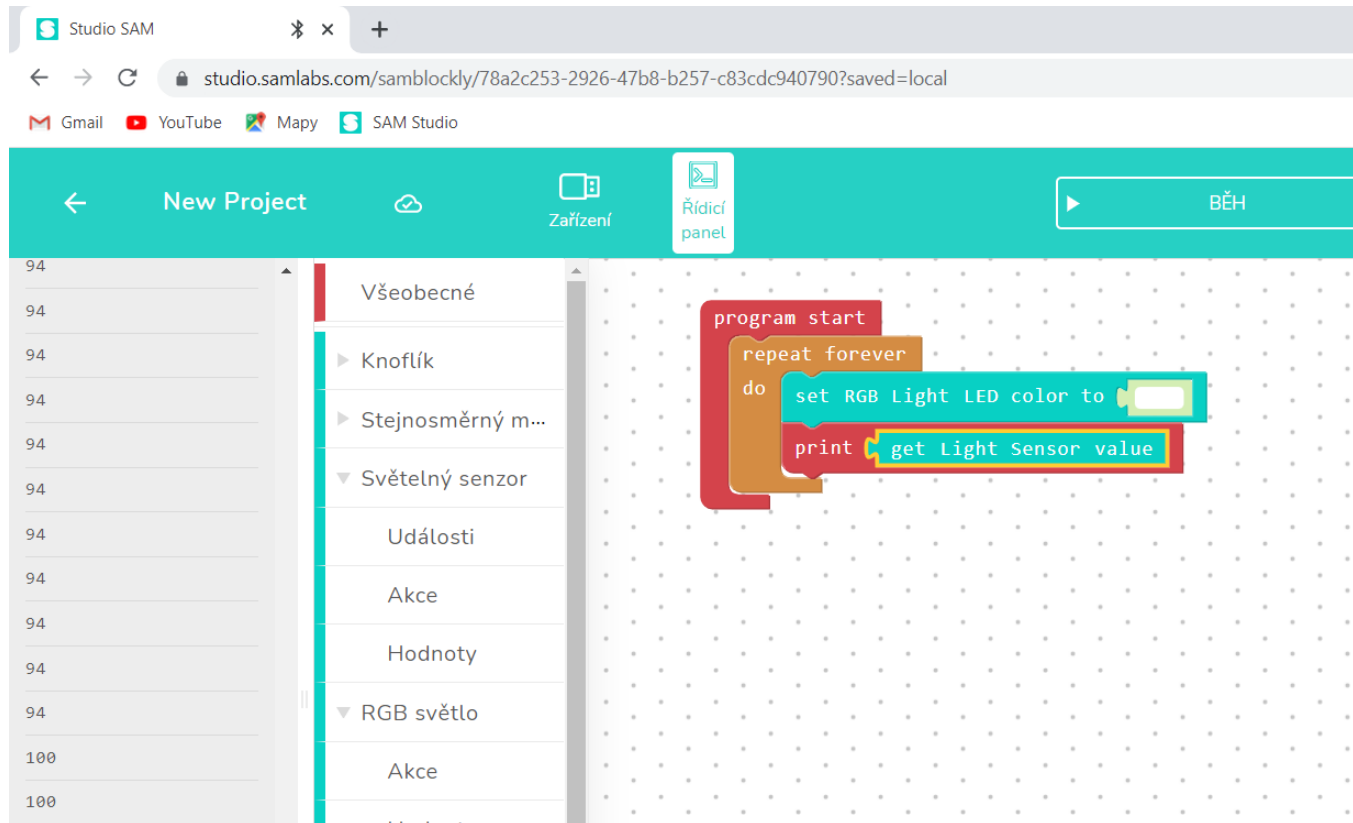 Studio SAM
studio.samlabs.com/samblockly/78a2c253-2926-47b8-b257-c83cdc940790?saved=local
Gmail YouTube Mapy SAM Studio
New Project
Zařízení
Řídicí
panel
BĚH
94
94
94
94
94
94
94
94
94
94
94
100
100
Všeobecné
Knoflík
Stejnosměrný m...
Světelný senzor
Události
Akce
Hodnoty
RGB světlo
Akce
program start
repeat forever
do
set RGB Light LED color to
print get Light Sensor value